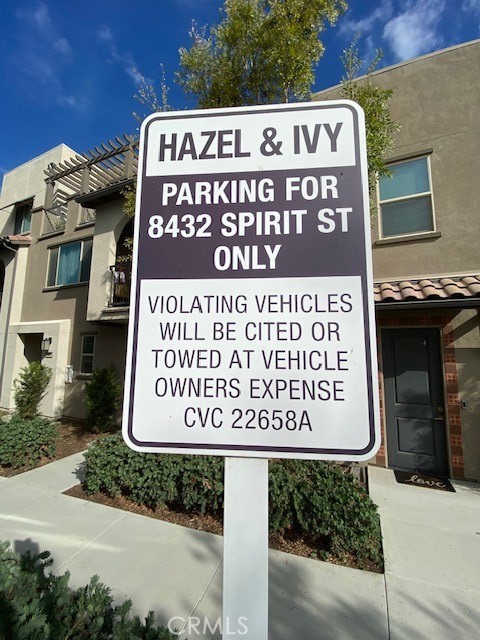 HAZEL & IVY
PARKING FOR
8432 SPIRIT ST
ONLY
VIOLATING VEHICLES
WILL BE CITED OR
TOWED AT VEHICLE
OWNERS EXPENSE
CVC 22658A
love
CRMLS